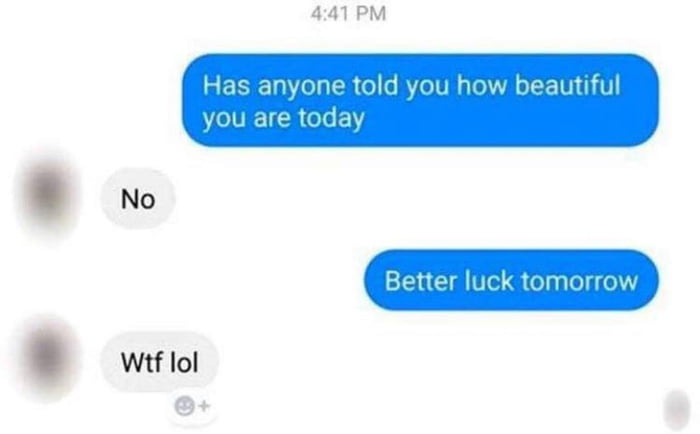 4:41 PM
Has anyone told you how beautiful
you are today
No
Better luck tomorrow
Wtf lol